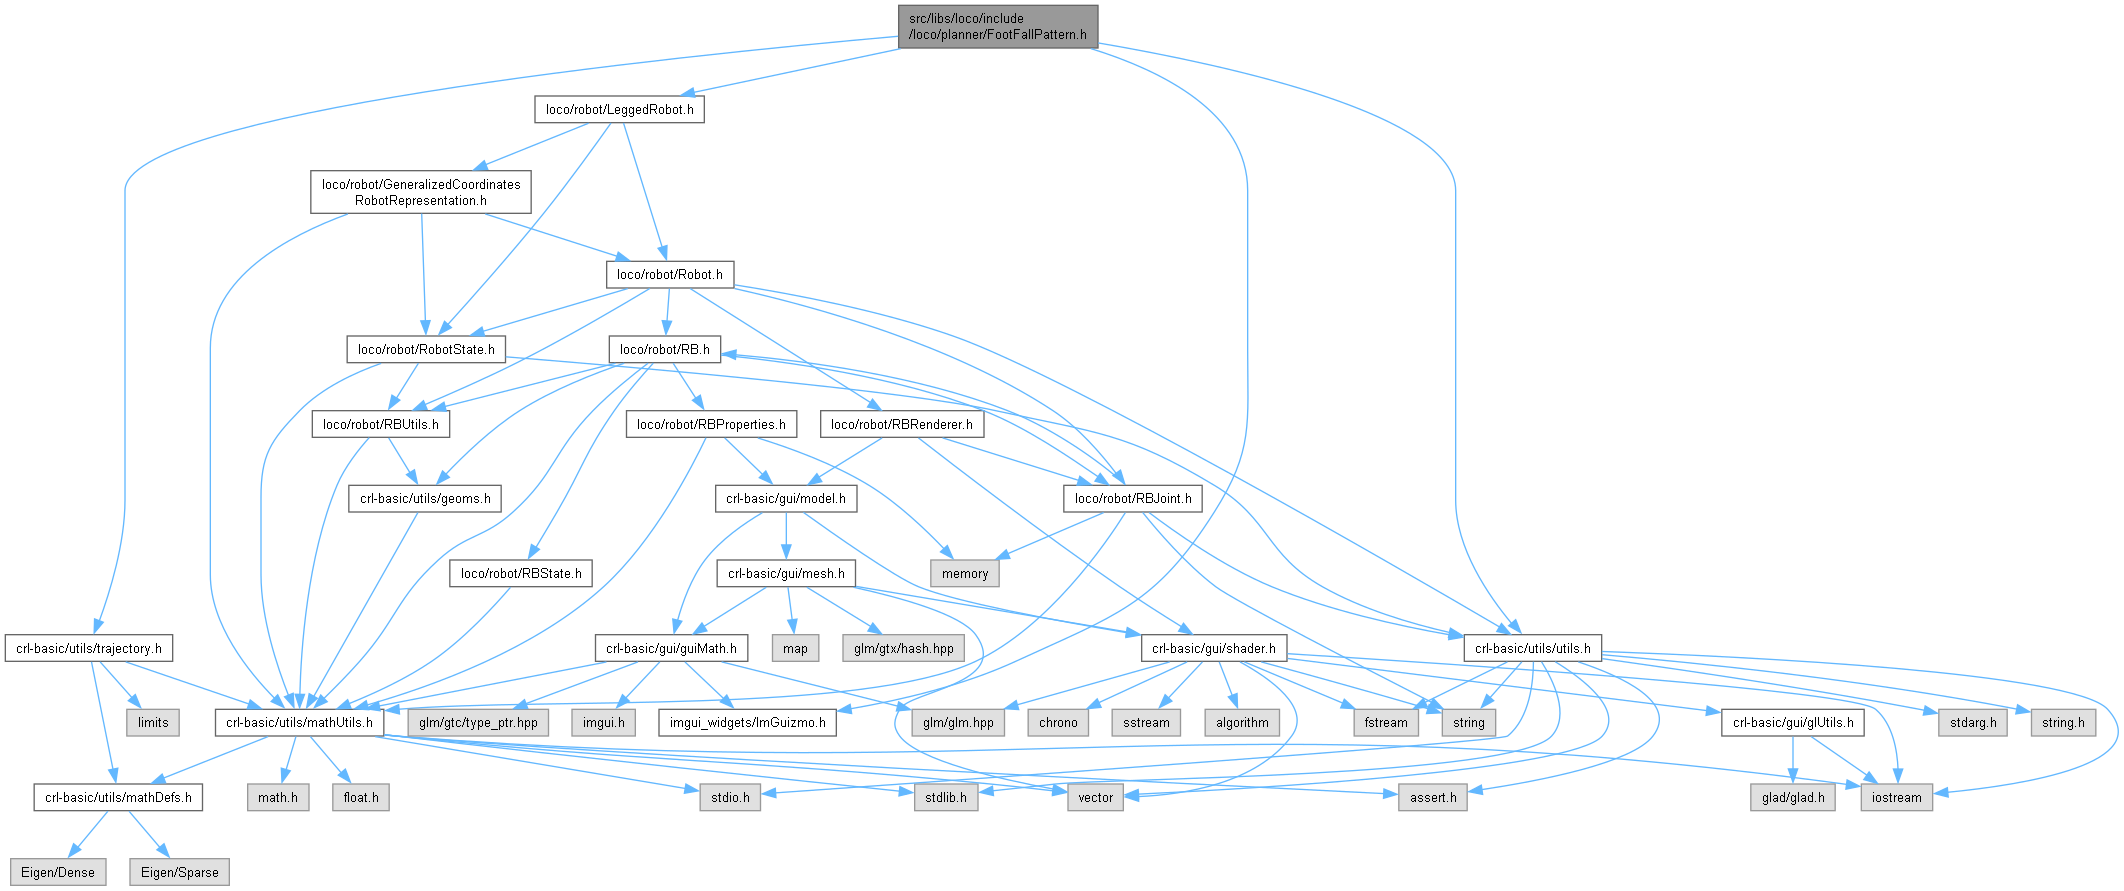 src/libs/loco/include
/loco/planner/FootFallPattern.h
loco/robot/LeggedRobot.h
loco/robot/GeneralizedCoordinates
RobotRepresentation.h
loco/robot/Robot.h
loco/robot/RobotState.h
loco/robot/RB.h
loco/robot/RBUtils.h
loco/robot/RBProperties.h
loco/robot/RBRenderer.h
crl-basic/utils/geoms.h
crl-basic/gui/model.h
loco/robot/RBJoint.h
loco/robot/RBState.h
crl-basic/gui/mesh.h
memory
crl-basic/utils/trajectory.h
crl-basic/gui/guiMath.h
map
glm/gtx/hash.hpp
crl-basic/gui/shader.h
crl-basic/utils/utils.h
limits
crl-basic/utils/mathUtils.h
glm/gtc/type_ptr.hpp
imgui.h
imgui_widgets/ImGuizmo.h
glm/glm.hpp
chrono
sstream
algorithm
fstream
string
crl-basic/gui/glUtils.h
stdarg.h
string.h
crl-basic/utils/mathDefs.h
math.h
float.h
stdio.h
stdlib.h
vector
assert.h
glad/glad.h
iostream
Eigen/Dense
Eigen/Sparse